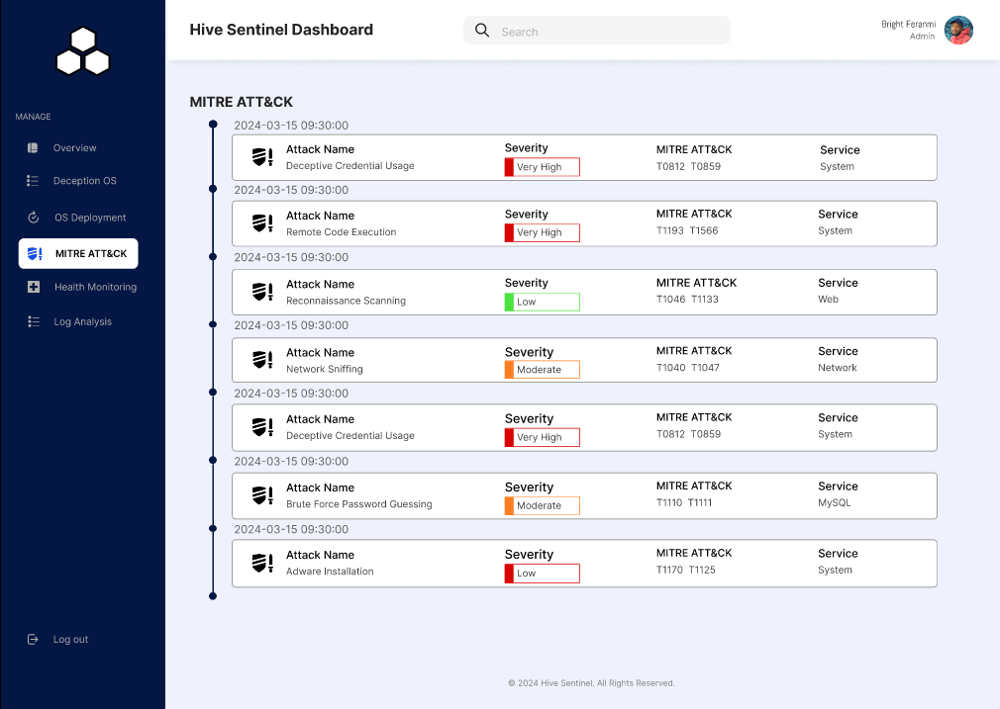 Hive Sentinel Dashboard
Search
Bright Feranmi
Admin
MANAGE
Overview
Deception OS
OS Deployment
MITRE ATT&CK
Health Monitoring
Log Analysis
Log out
MITRE ATT&CK
2024-03-15 09:30:00
Attack Name Severity MITRE ATT&CK Service
Deceptive Credential Usage Very High T0812 T0859 System
2024-03-15 09:30:00
Attack Name Severity MITRE ATT&CK Service
Remote Code Execution Very High T1193 T1566 System
2024-03-15 09:30:00
Attack Name Severity MITRE ATT&CK Service
Reconnaissance Scanning Low T1046 T1133 Web
2024-03-15 09:30:00
Attack Name Severity MITRE ATT&CK Service
Network Sniffing Moderate T1040 T1047 Network
2024-03-15 09:30:00
Attack Name Severity MITRE ATT&CK Service
Deceptive Credential Usage Very High T0812 T0859 System
2024-03-15 09:30:00
Attack Name Severity MITRE ATT&CK Service
Brute Force Password Guessing Moderate T1110 T1111 MySQL
2024-03-15 09:30:00
Attack Name Severity MITRE ATT&CK Service
Adware Installation Low T1170 T1125 System
© 2024 Hive Sentinel. All Rights Reserved.